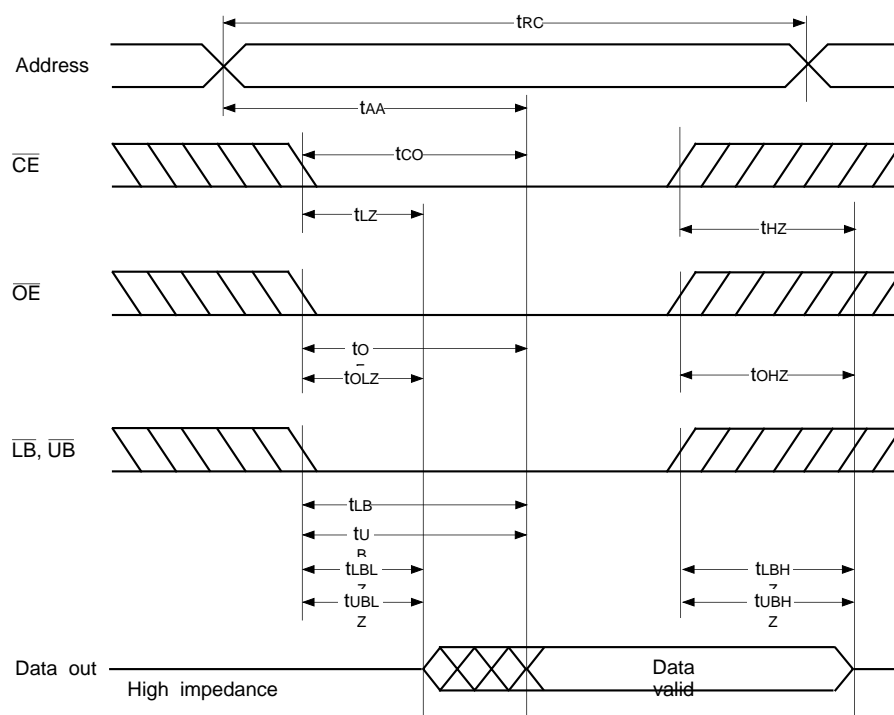 tRC
Address
tAA
CE
tCO
tLZ
tHZ
OE
tO
tOLZ
tOHZ
LB, UB
tLB
tU
B
tLBL
Z
tLBH
Z
tUBL
Z
tUBH
Z
Data out
High impedance
Data
valid